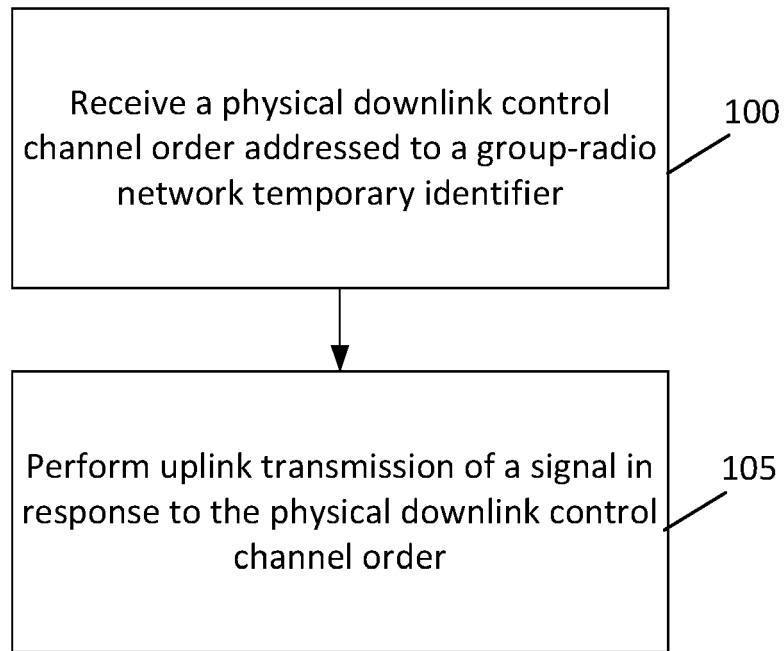 Receive a physical downlink control
channel order addressed to a group-radio
network temporary identifier
100
Perform uplink transmission of a signal in
response to the physical downlink control
channel order
105